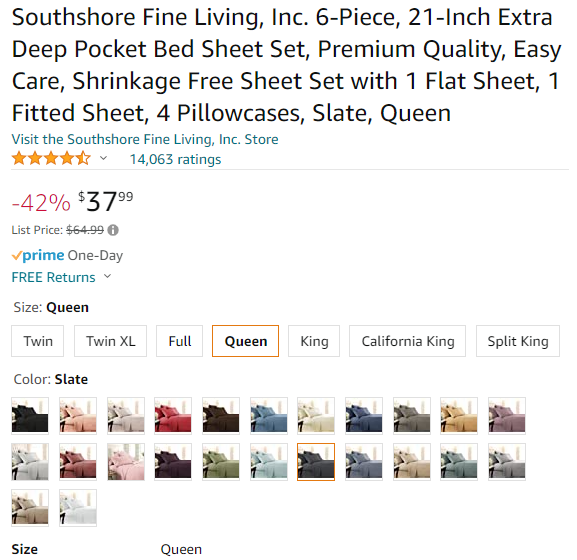 Southshore Fine Living, Inc. 6-Piece, 21-Inch Extra
Deep Pocket Bed Sheet Set, Premium Quality, Easy
Care, Shrinkage Free Sheet Set with 1 Flat Sheet, 1
Fitted Sheet, 4 Pillowcases, Slate, Queen
Visit the Southshore Fine Living, Inc. Store
14,063 ratings
-42% $37.99
List Price: $64.99
prime One-Day
FREE Returns
Size: Queen
Twin Twin XL Full Queen King California King Split King
Color: Slate
Size Queen